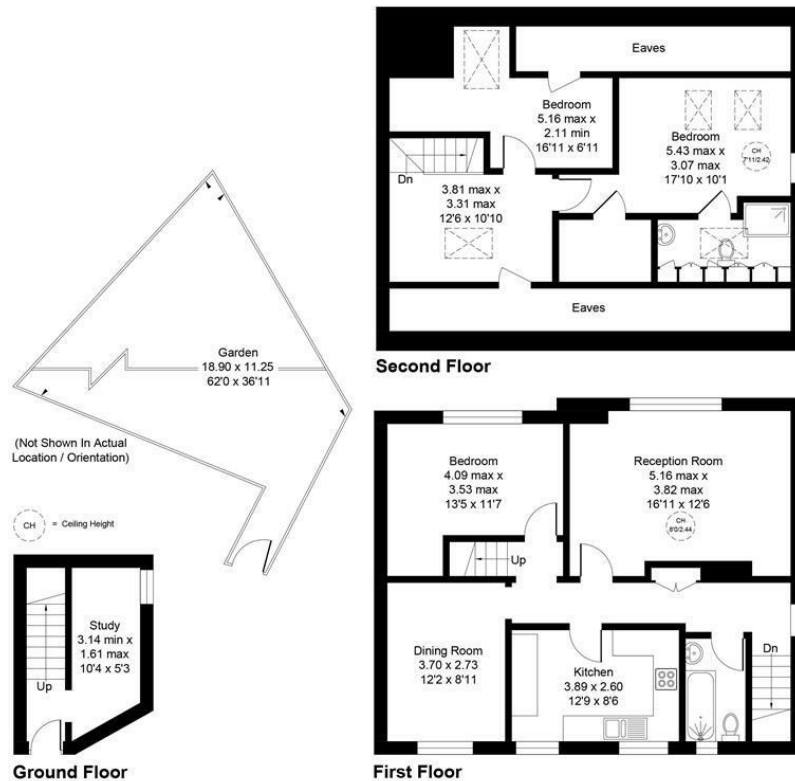 Eaves
Bedroom
5.16 max x
2.11 min
16'11 x 6'11
Bedroom
5.43 max x
3.07 max
17'10 x 10'1
CH
7'11/2.42
Dn
3.81 max x
3.31 max
12'6 x 10'10
Eaves
Second Floor
Garden
18.90 x 11.25
62'0 x 36'11
(Not Shown In Actual
Location / Orientation)
CH
= Ceiling Height
Study
3.14 min x
1.61 max
10'4 x 5'3
Up
Ground Floor
Bedroom
4.09 max x
3.53 max
13'5 x 11'7
Reception Room
5.16 max x
3.82 max
16'11 x 12'6
CH
8'0/2.44
Up
Dining Room
3.70 x 2.73
12'2 x 8'11
Kitchen
3.89 x 2.60
12'9 x 8'6
Dn
First Floor